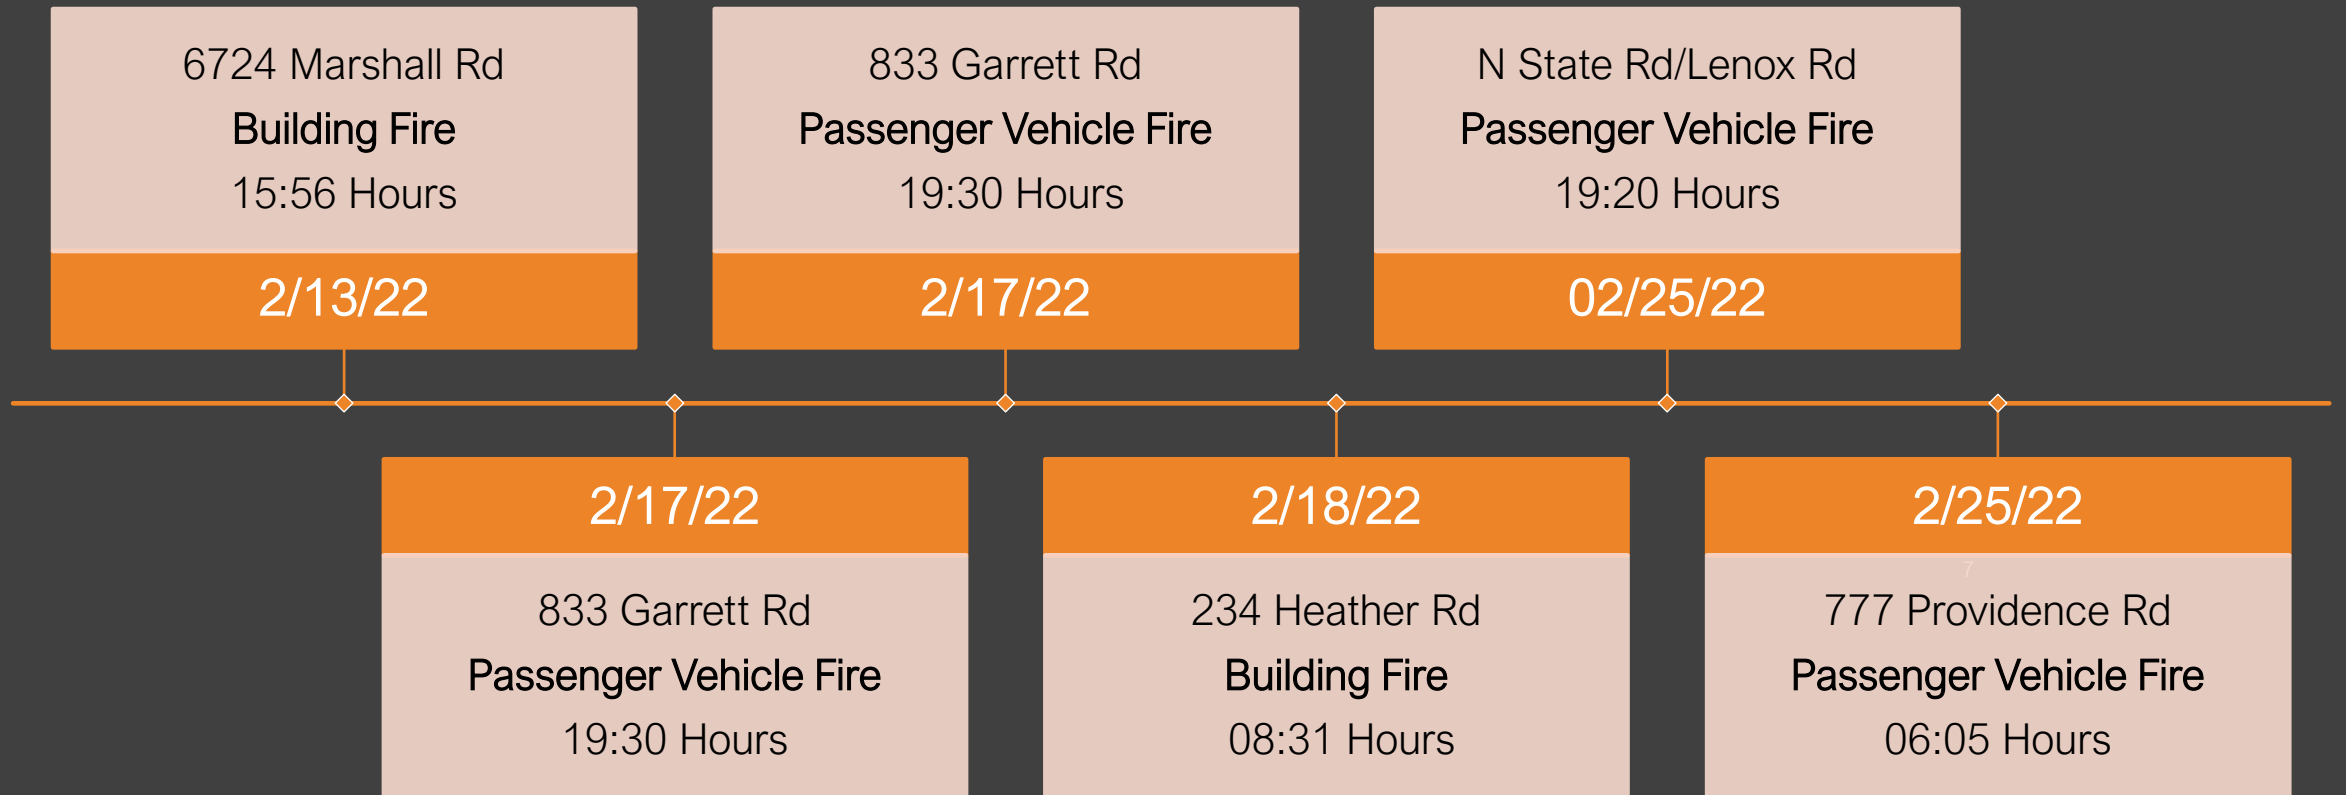 6724 Marshall Rd
Building Fire
15:56 Hours
2/13/22
833 Garrett Rd
Passenger Vehicle Fire
19:30 Hours
2/17/22
N State Rd/Lenox Rd
Passenger Vehicle Fire
19:20 Hours
02/25/22
2/17/22
833 Garrett Rd
Passenger Vehicle Fire
19:30 Hours
2/18/22
234 Heather Rd
Building Fire
08:31 Hours
2/25/22
7
777 Providence Rd
Passenger Vehicle Fire
06:05 Hours